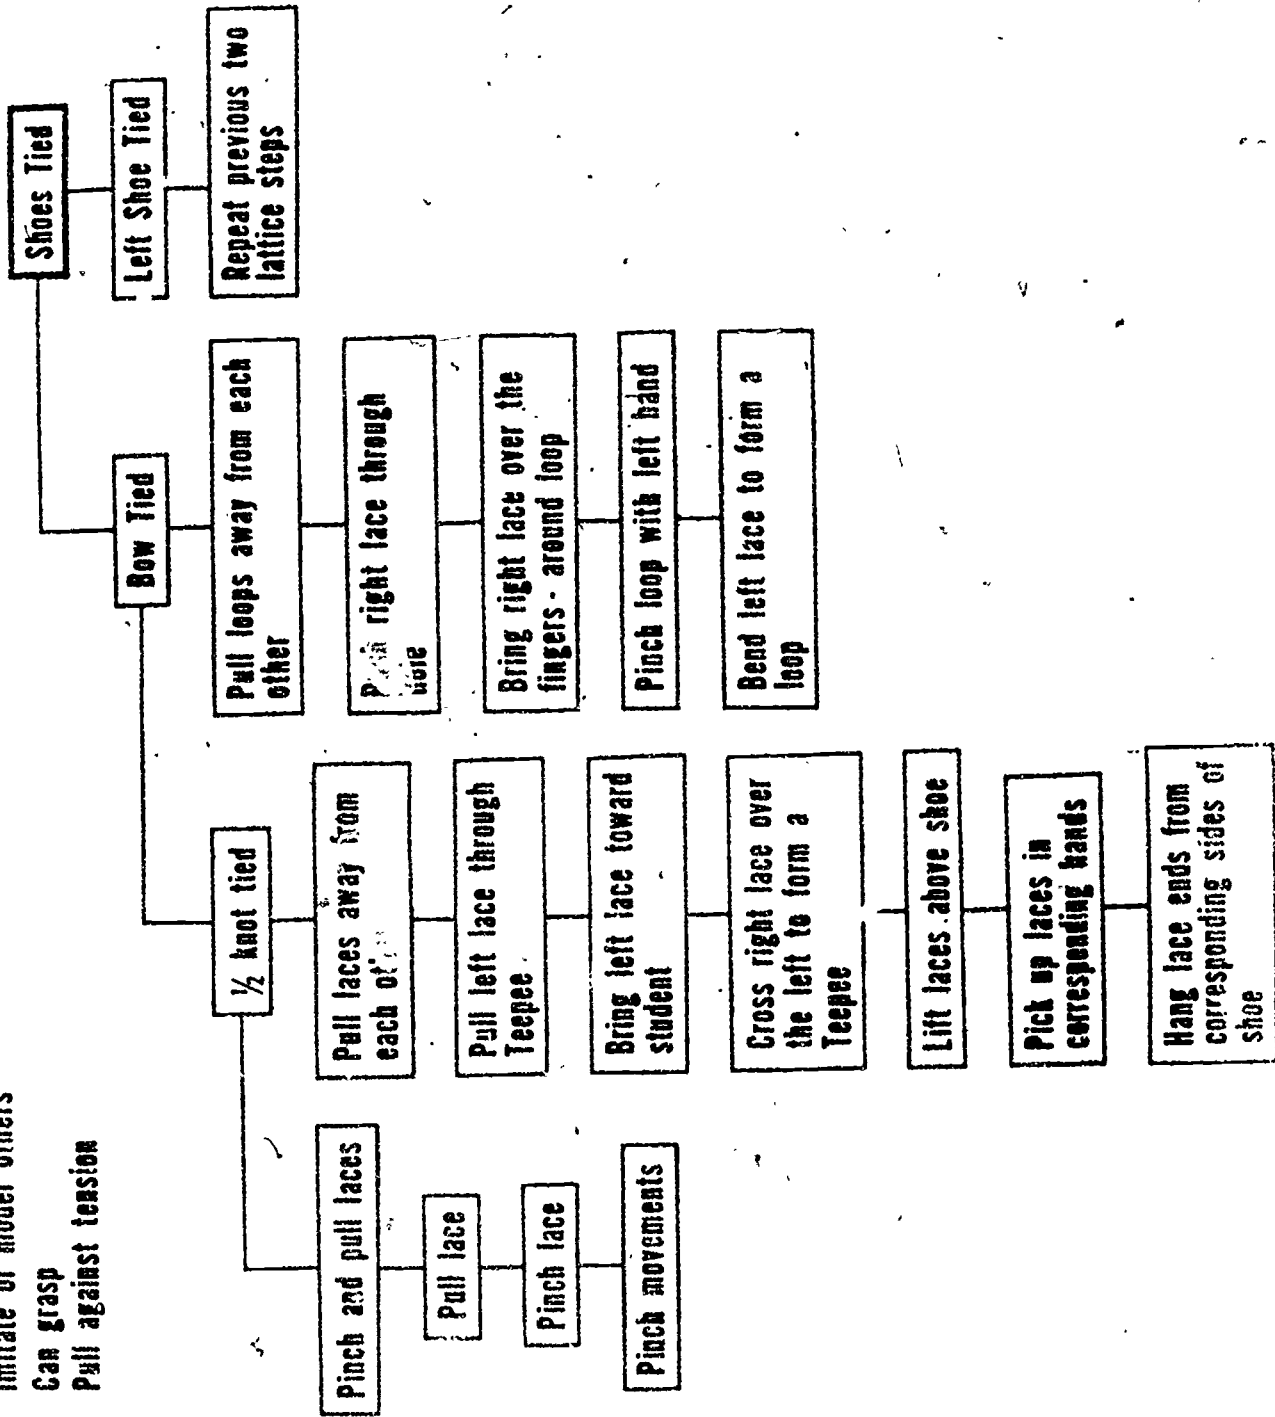 Imitate or model others
Can grasp
Pull against tension
Shoes Tied
Left Shoe Tied
Repeat previous two
lattice steps
Bow Tied
Pull loops away from each
other
right lace through
Bring right lace over the
fingers - around loop
Pinch loop with left hand
Bend left lace to form a
loop
½ knot tied
Pull laces away from
each
Pull left lace through
Teepee
Bring left lace toward
student
Cross right lace over
the left to form a
Teepee
Lift laces above shoe
Pick up laces in
corresponding hands
Hang lace ends from
corresponding sides of
shoe
Pinch and pull laces
Pull lace
Pinch lace
Pinch movements